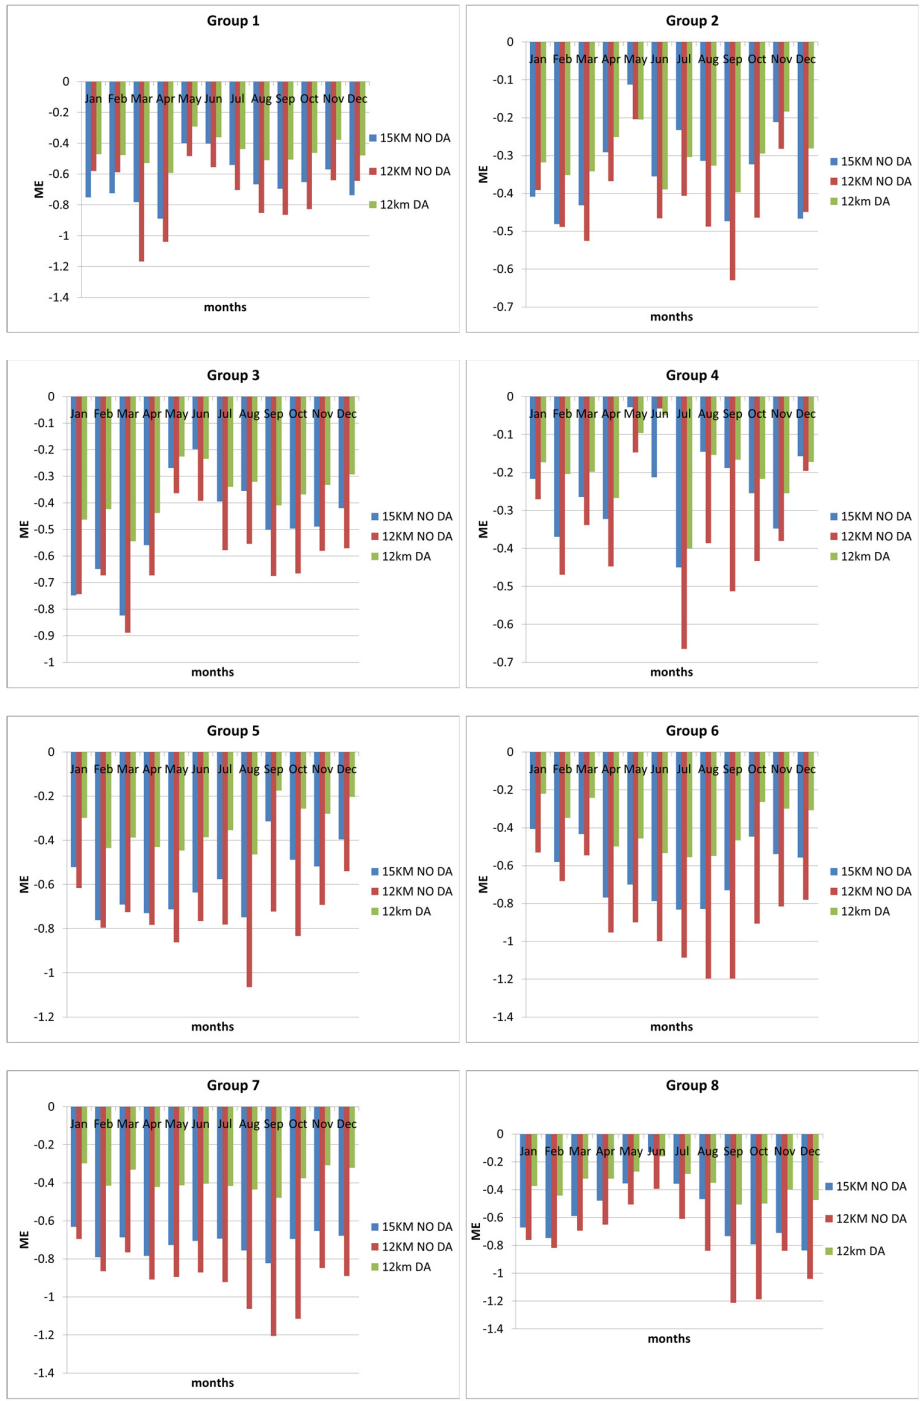 Group 1
0
-0.2
-0.4
-0.6
-0.8
-1
-1.2
-1.4
ME
Jan Feb Mar Apr May Jun Jul Aug Sep Oct Nov Dec
months
15KM NO DA
12KM NO DA
12km DA
Group 2
0
-0.1
-0.2
-0.3
-0.4
-0.5
-0.6
-0.7
ME
Jan Feb Mar Apr May Jun Jul Aug Sep Oct Nov Dec
months
15KM NO DA
12KM NO DA
12km DA
Group 3
0
-0.1
-0.2
-0.3
-0.4
-0.5
-0.6
-0.7
-0.8
-0.9
-1
ME
Jan Feb Mar Apr May Jun Jul Aug Sep Oct Nov Dec
months
15KM NO DA
12KM NO DA
12km DA
Group 4
0
-0.1
-0.2
-0.3
-0.4
-0.5
-0.6
-0.7
ME
Jan Feb Mar Apr May Jun Jul Aug Sep Oct Nov Dec
months
15KM NO DA
12KM NO DA
12km DA
Group 5
0
-0.2
-0.4
-0.6
-0.8
-1
-1.2
ME
Jan Feb Mar Apr May Jun Jul Aug Sep Oct Nov Dec
months
15KM NO DA
12KM NO DA
12km DA
Group 6
0
-0.2
-0.4
-0.6
-0.8
-1
-1.2
-1.4
ME
Jan Feb Mar Apr May Jun Jul Aug Sep Oct Nov Dec
months
15KM NO DA
12KM NO DA
12km DA
Group 7
0
-0.2
-0.4
-0.6
-0.8
-1
-1.2
-1.4
ME
Jan Feb Mar Apr May Jun Jul Aug Sep Oct Nov Dec
months
15KM NO DA
12KM NO DA
12km DA
Group 8
0
-0.2
-0.4
-0.6
-0.8
-1
-1.2
-1.4
ME
Jan Feb Mar Apr May Jun Jul Aug Sep Oct Nov Dec
months
15KM NO DA
12KM NO DA
12km DA